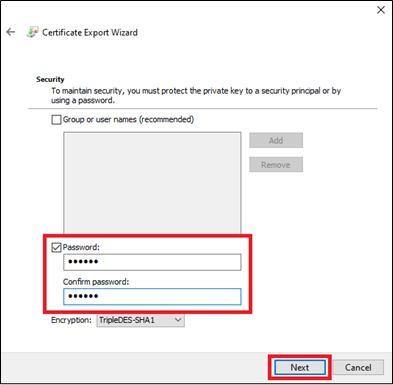 Certificate Export Wizard
Security
To maintain security, you must protect the private key to a security principal or by
using a password.
Group or user names (recommended)
Add
Remove
Password:
••••••
Confirm password:
••••••
Encryption: TripleDES-SHA1
Next Cancel